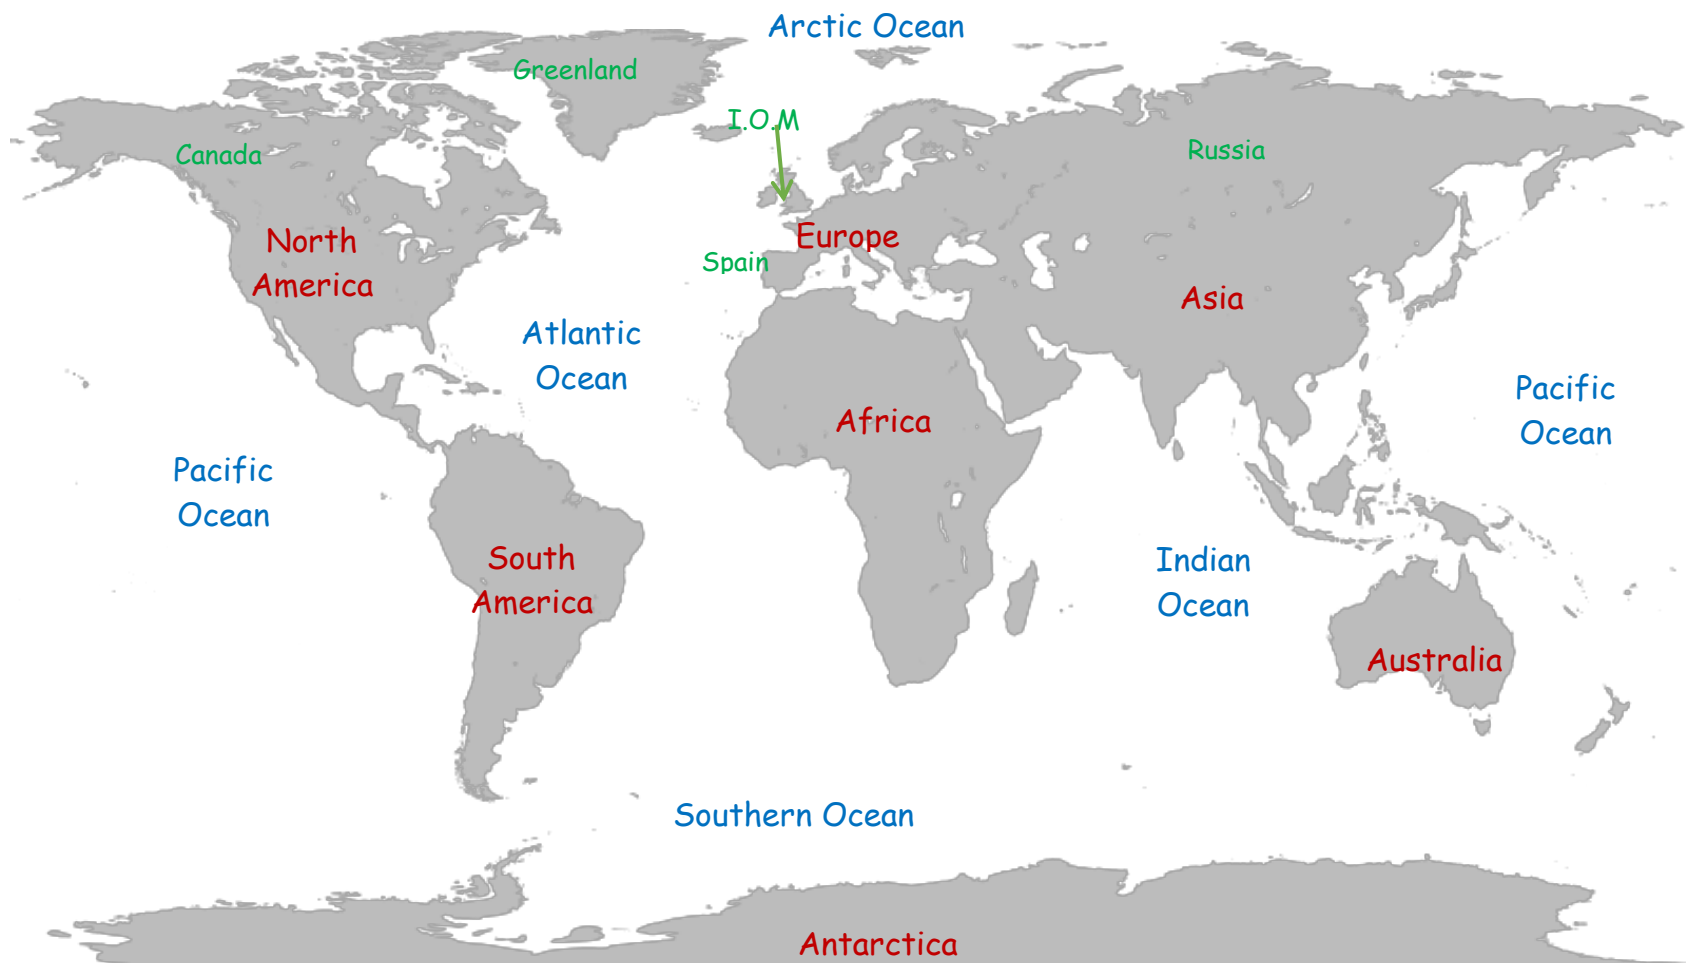 Arctic Ocean
Greenland
I.O.M
Canada
Russia
North
America
Europe
Spain
Asia
Atlantic
Ocean
Pacific
Ocean
Africa
Pacific
Ocean
South
America
Indian
Ocean
Australia
Southern Ocean
Antarctica